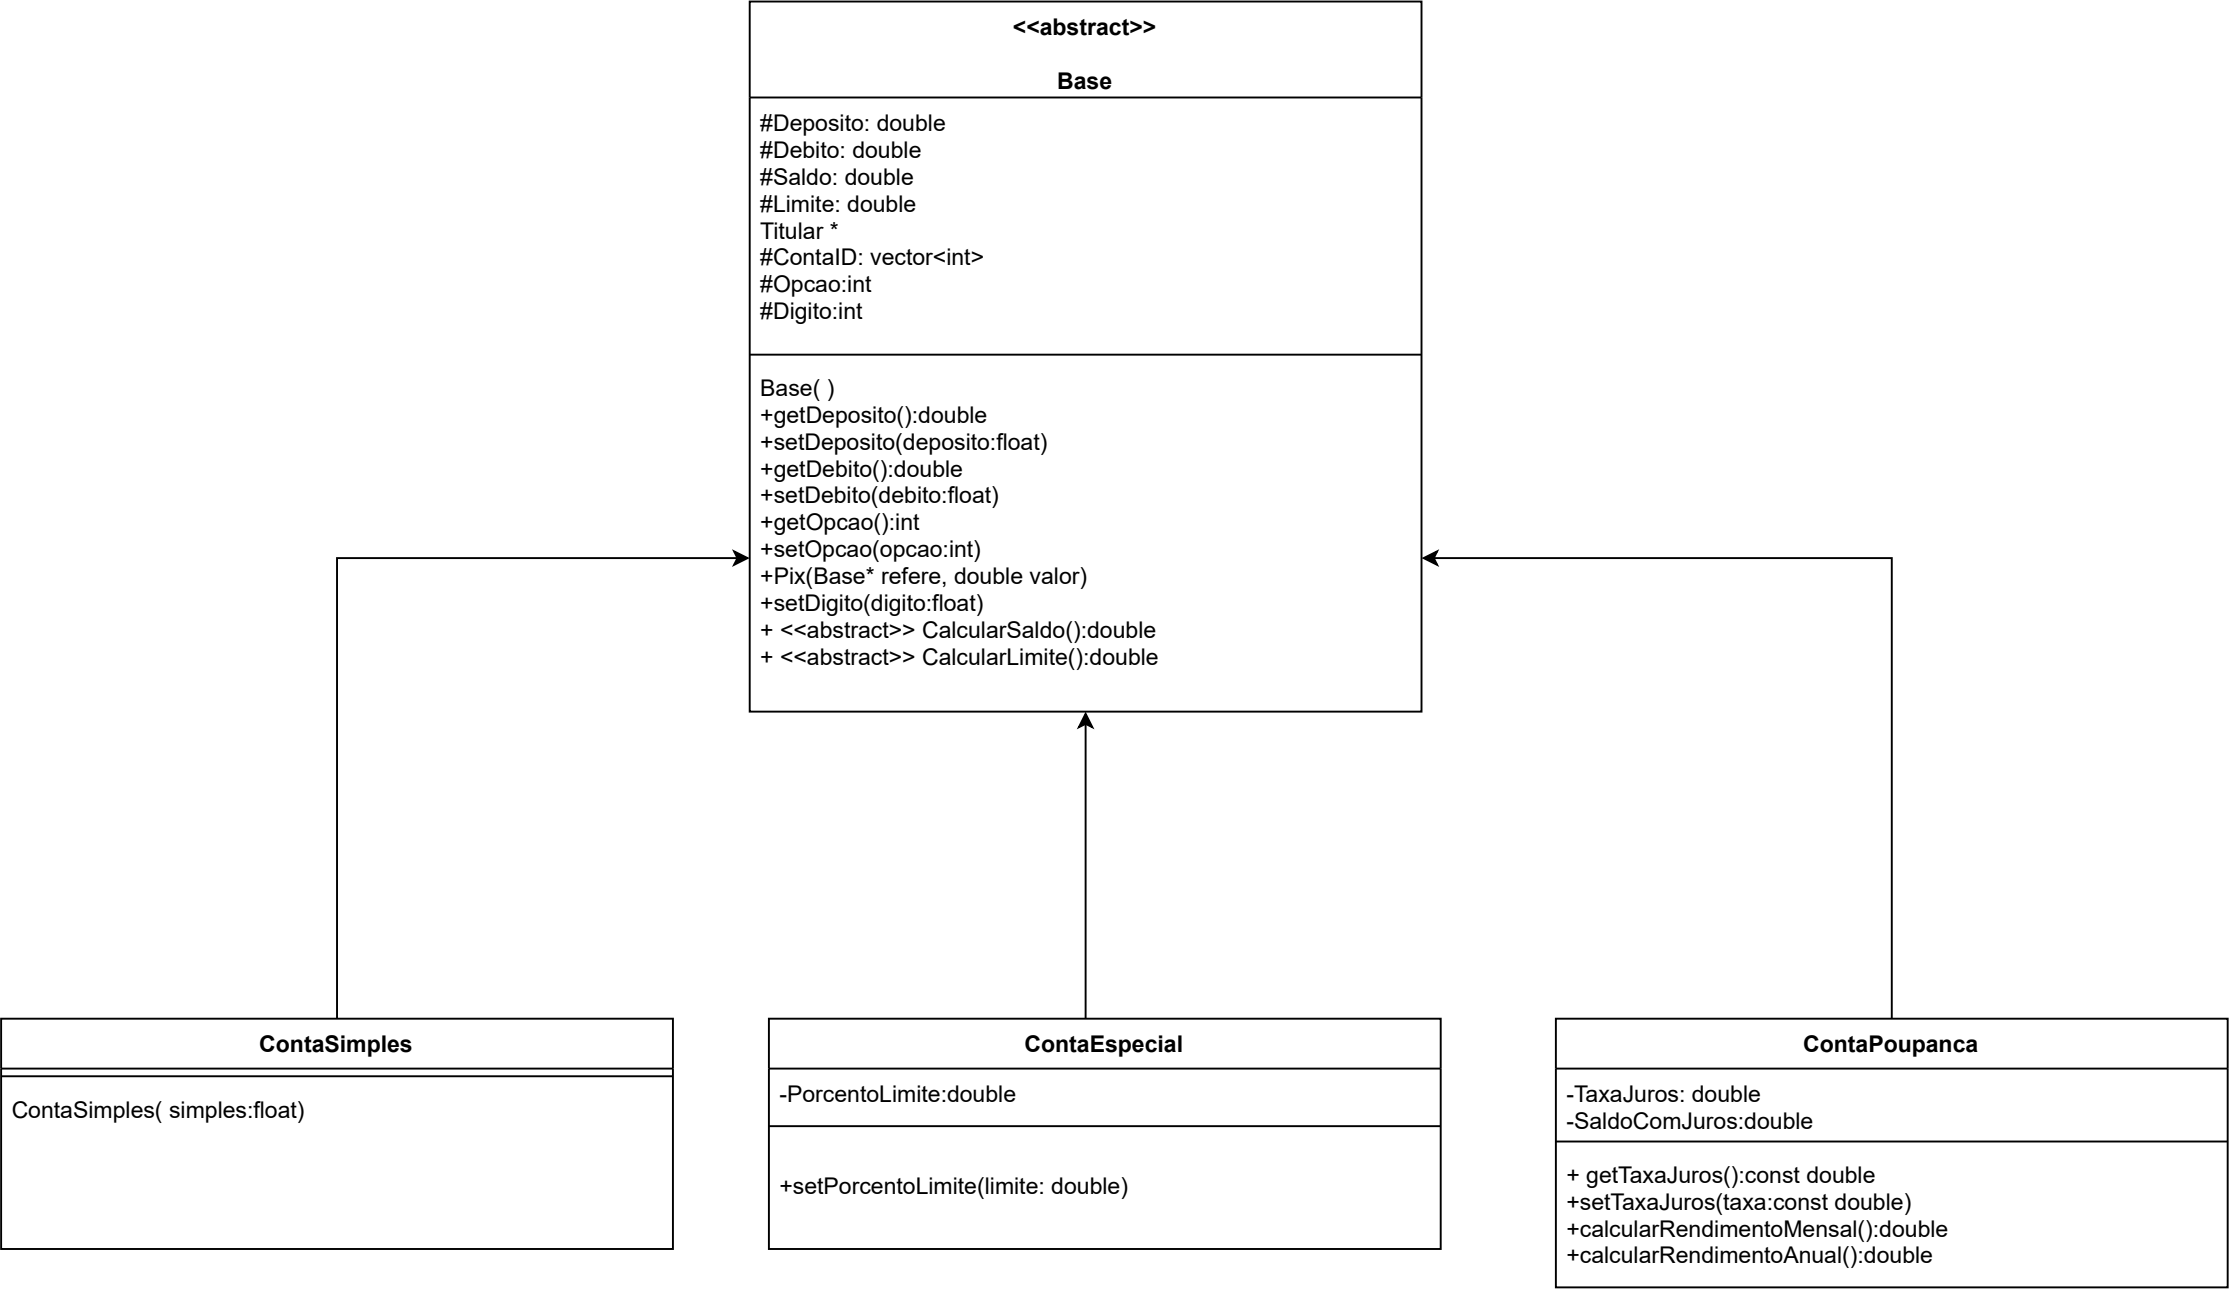 <<abstract>>
Base
#Deposito: double
#Debito: double
#Saldo: double
#Limite: double
Titular *
#ContaID: vector<int>
#Opcao:int
#Digito:int
Base( )
+getDeposito():double
+setDeposito(deposito:float)
+getDebito():double
+setDebito(debito:float)
+getOpcao():int
+setOpcao(opcao:int)
+Pix(Base* refere, double valor)
+setDigito(digito:float)
+ <<abstract>> CalcularSaldo():double
+ <<abstract>> CalcularLimite():double
ContaSimples
ContaSimples( simples:float)
ContaEspecial
-PorcentoLimite:double
+setPorcentoLimite(limite: double)
ContaPoupanca
-TaxaJuros: double
-SaldoComJuros:double
+ getTaxaJuros():const double
+setTaxaJuros(taxa:const double)
+calcularRendimentoMensal():double
+calcularRendimentoAnual():double